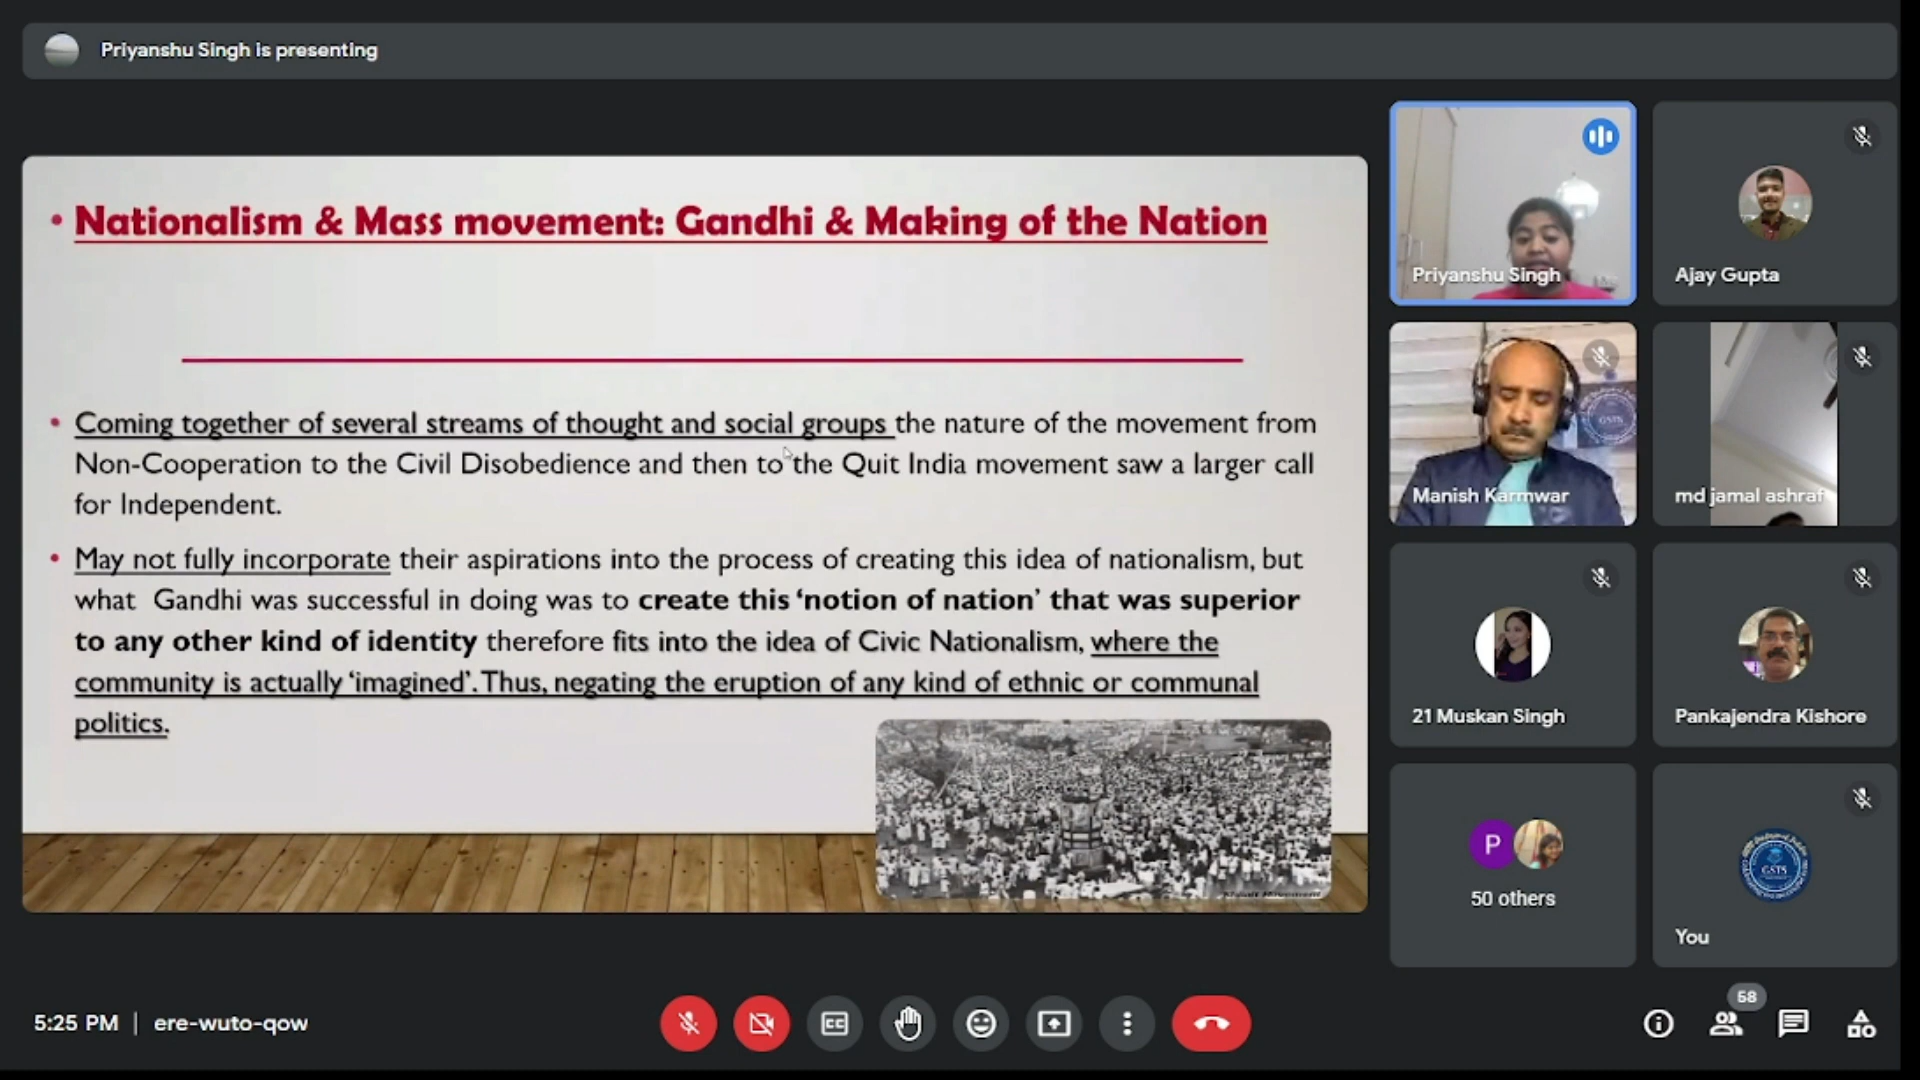 Priyanshu Singh is presenting
• Nationalism & Mass movement: Gandhi & Making of the Nation
• Coming together of several streams of thought and social groups the nature of the movement from
Non-Cooperation to the Civil Disobedience and then to the Quit India movement saw a larger call
for Independent.
• May not fully incorporate their aspirations into the process of creating this idea of nationalism, but
what Gandhi was successful in doing was to create this ‘notion of nation’ that was superior
to any other kind of identity therefore fits into the idea of Civic Nationalism, where the
community is actually ‘imagined’. Thus, negating the eruption of any kind of ethnic or communal
politics.
Priyanshu Singh
Ajay Gupta
Manish Karmwar
GSTS
md jamal ashraf
21 Muskan Singh
Pankajendra Kishore
P
50 others
GSTS
You
5:25 PM | ere-wuto-qow
CC
58